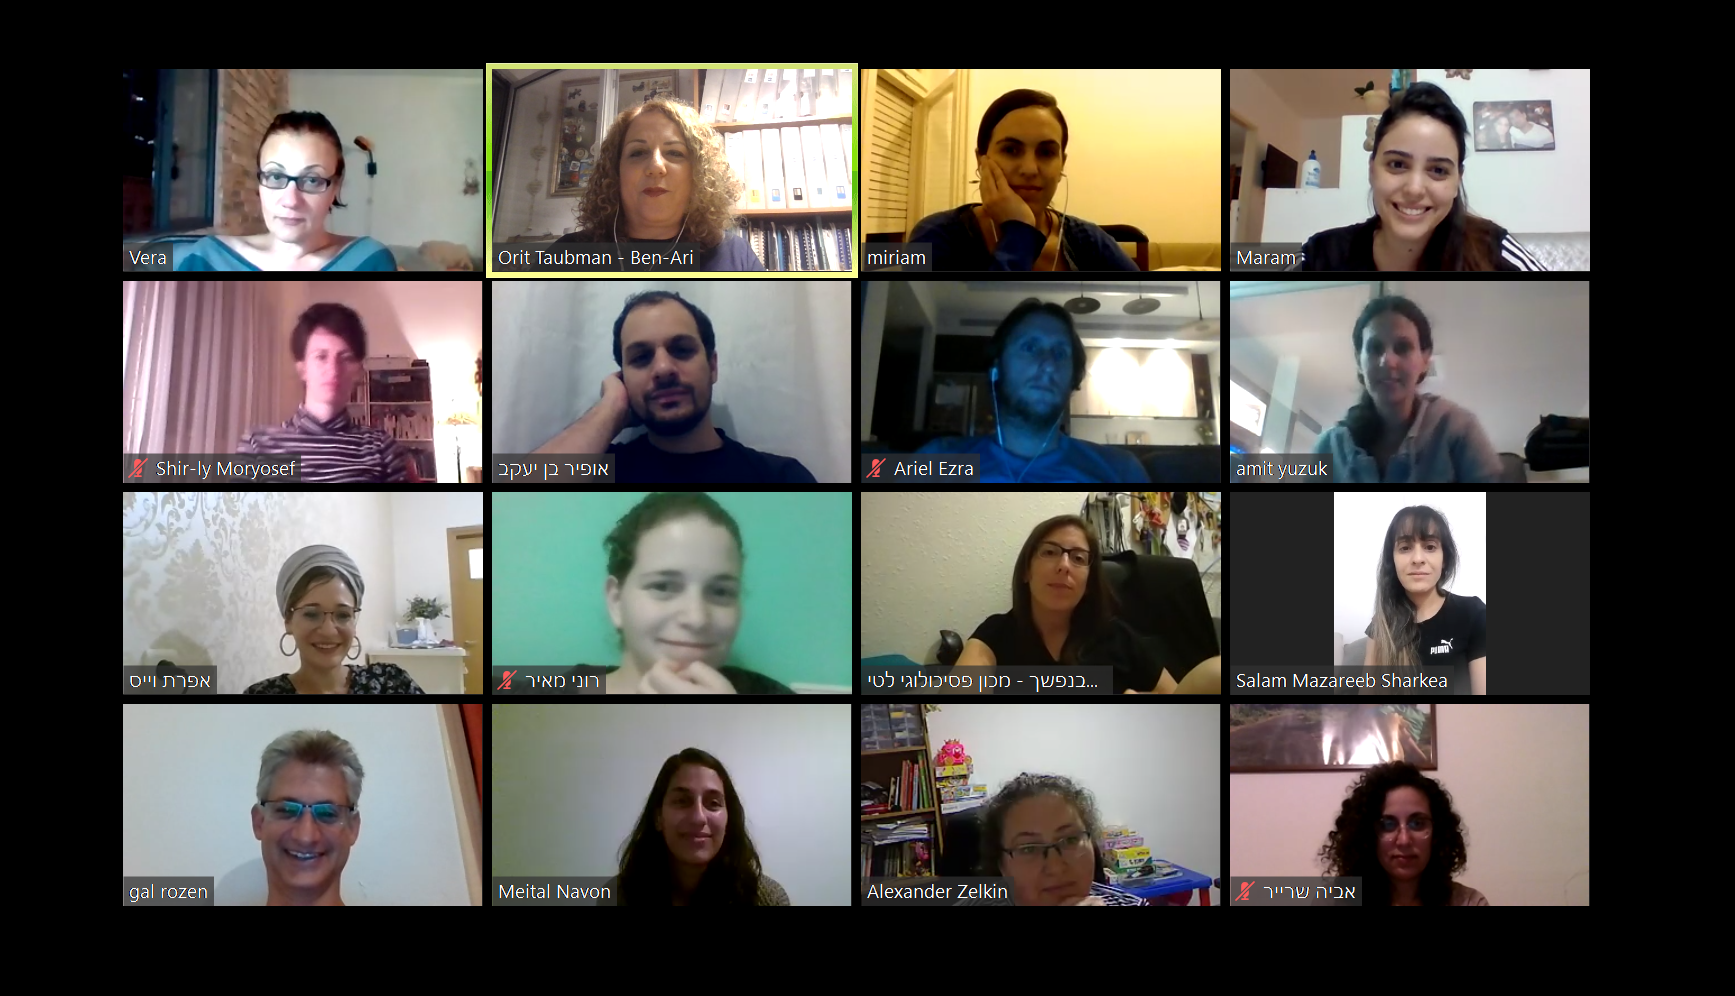 Vera
Orit Taubman - Ben-Ari
miriam
Maram
Shir-ly Moryosef
אופיר בן יעקב
Ariel Ezra
amit yuzuk
אפרת וייס
רוני מאיר
בנפשך - מכון פסיכולוגי לטי...
Salam Mazareeb Sharkea
PUMA
gal rozen
Meital Navon
Alexander Zelkin
אביה שרייר